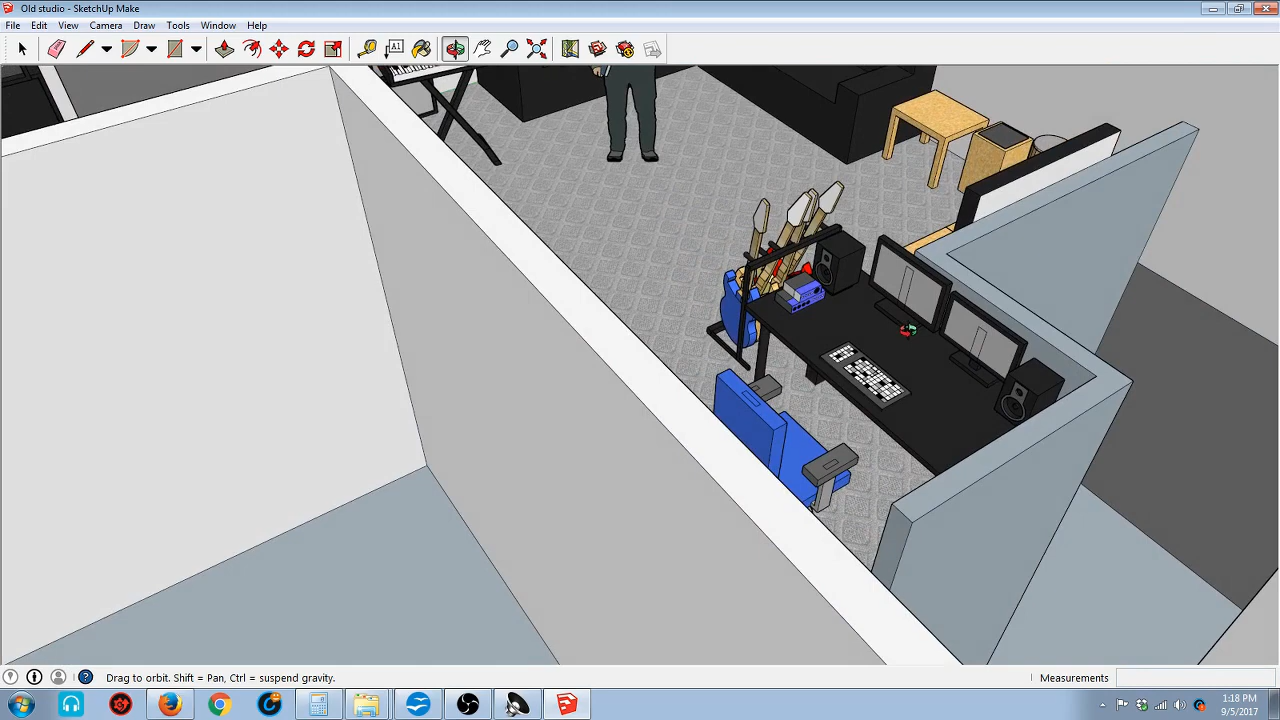 Old studio - SketchUp Make
File Edit View Camera Draw Tools Window Help
A1
Drag to orbit. Shift = Pan, Ctrl = suspend gravity.
Measurements
1:18 PM
9/5/2017